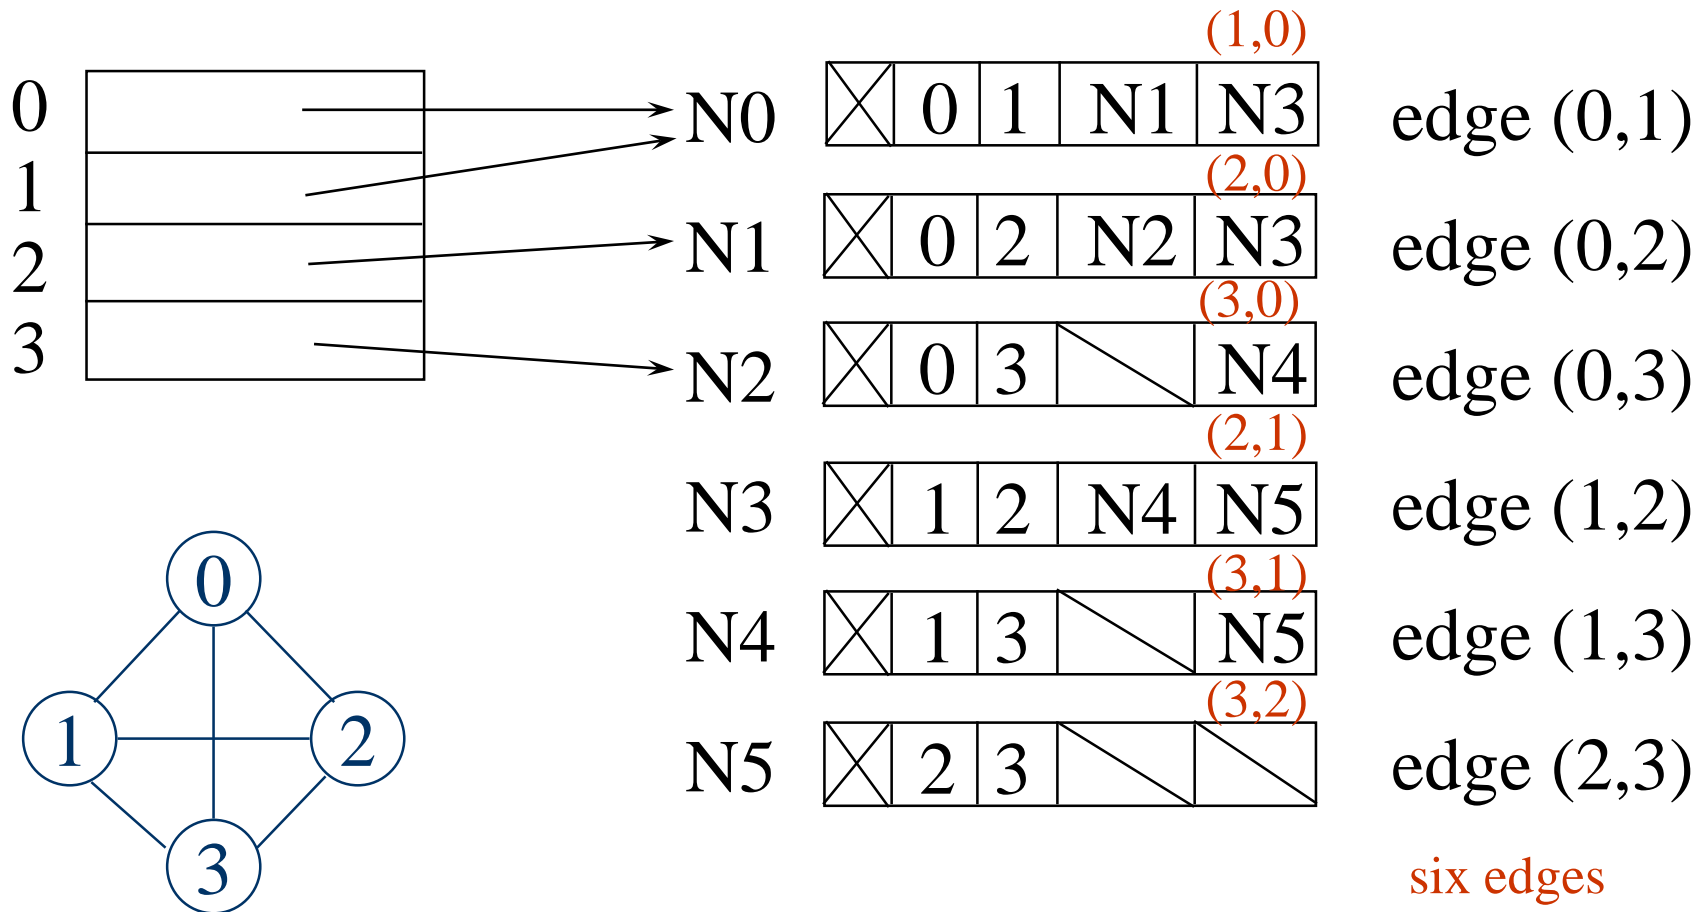 0
1
2
3
(1,0)
N0 0 1 N1 N3 edge (0,1)
(2,0)
N1 0 2 N2 N3 edge (0,2)
(3,0)
N2 0 3 N4 edge (0,3)
(2,1)
N3 1 2 N4 N5 edge (1,2)
(3,1)
N4 1 3 N5 edge (1,3)
(3,2)
N5 2 3 edge (2,3)
six edges
0
1 2
3